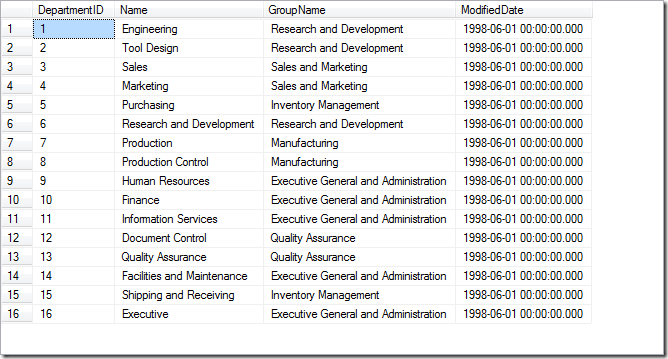 DepartmentID Name GroupName ModifiedDate
1 1 Engineering Research and Development 1998-06-01 00:00:00.000
2 2 Tool Design Research and Development 1998-06-01 00:00:00.000
3 3 Sales Sales and Marketing 1998-06-01 00:00:00.000
4 4 Marketing Sales and Marketing 1998-06-01 00:00:00.000
5 5 Purchasing Inventory Management 1998-06-01 00:00:00.000
6 6 Research and Development Research and Development 1998-06-01 00:00:00.000
7 7 Production Manufacturing 1998-06-01 00:00:00.000
8 8 Production Control Manufacturing 1998-06-01 00:00:00.000
9 9 Human Resources Executive General and Administration 1998-06-01 00:00:00.000
10 10 Finance Executive General and Administration 1998-06-01 00:00:00.000
11 11 Information Services Executive General and Administration 1998-06-01 00:00:00.000
12 12 Document Control Quality Assurance 1998-06-01 00:00:00.000
13 13 Quality Assurance Quality Assurance 1998-06-01 00:00:00.000
14 14 Facilities and Maintenance Executive General and Administration 1998-06-01 00:00:00.000
15 15 Shipping and Receiving Inventory Management 1998-06-01 00:00:00.000
16 16 Executive Executive General and Administration 1998-06-01 00:00:00.000